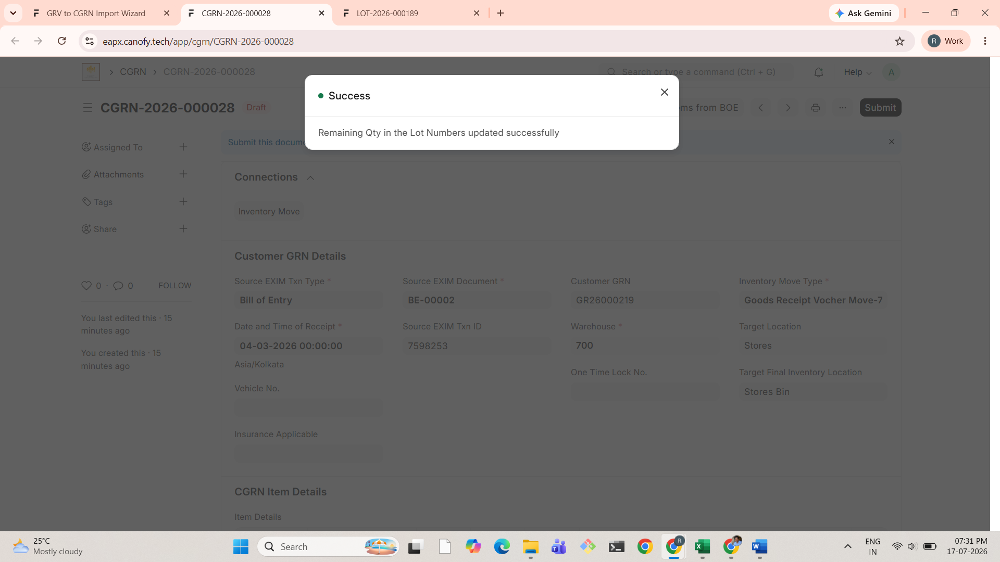 GRV to CGRN Import Wizard
CGRN-2026-000028
LOT-2026-000189
Ask Gemini
eapx.canofy.tech/app/cgrn/CGRN-2026-000028
R
Work
CGRN
CGRN-2026-000028
Search or type a command (Ctrl + G)
Help
A
CGRN-2026-000028
Draft
Success
ms from BOE
...
Submit
Remaining Qty in the Lot Numbers updated successfully
Submit this docume
Assigned To
Attachments
Tags
Share
0 · 0
FOLLOW
You last edited this · 15
minutes ago
You created this · 15
minutes ago
Connections
Inventory Move
Customer GRN Details
Source EXIM Txn Type *
Source EXIM Document *
Customer GRN
Inventory Move Type *
Bill of Entry
BE-00002
GR26000219
Goods Receipt Vocher Move-7
Date and Time of Receipt *
Source EXIM Txn ID
Warehouse *
Target Location
04-03-2026 00:00:00
7598253
700
Stores
Asia/Kolkata
One Time Lock No.
Target Final Inventory Location
Vehicle No.
Stores Bin
Insurance Applicable
CGRN Item Details
Item Details
25°C
Mostly cloudy
Search
R
ENG
IN
07:31 PM
17-07-2026